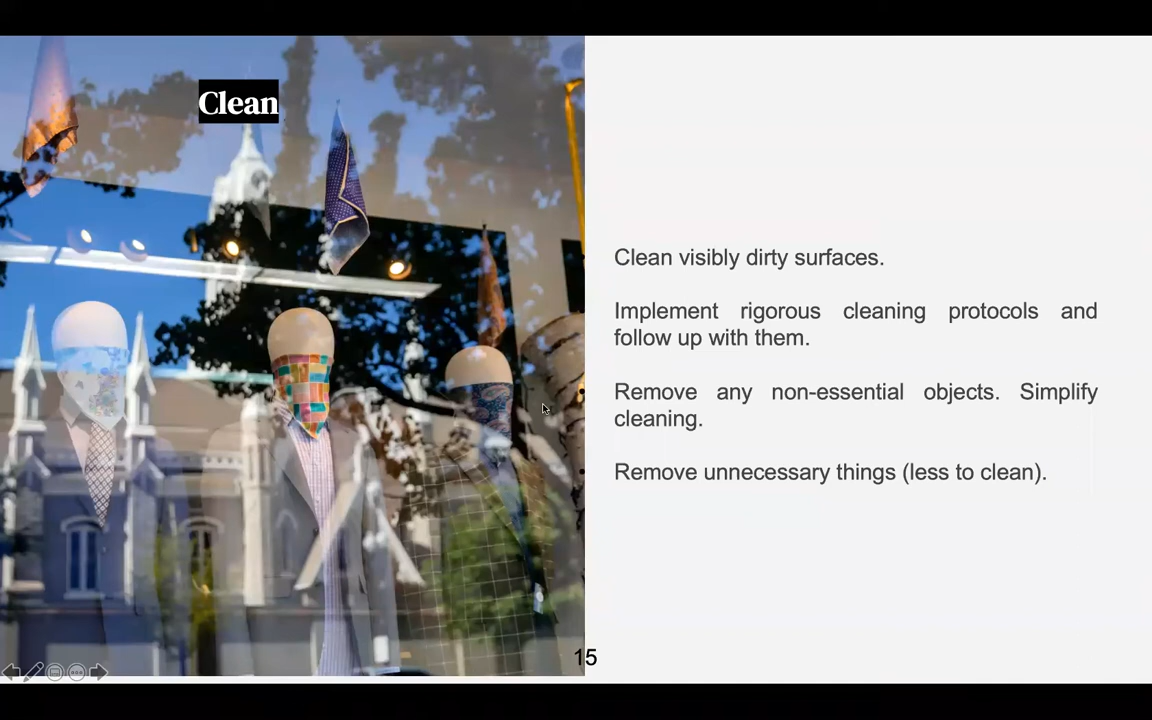 Clean
Clean visibly dirty surfaces.
Implement rigorous cleaning protocols and
follow up with them.
Remove any non-essential objects. Simplify
cleaning.
Remove unnecessary things (less to clean).
15